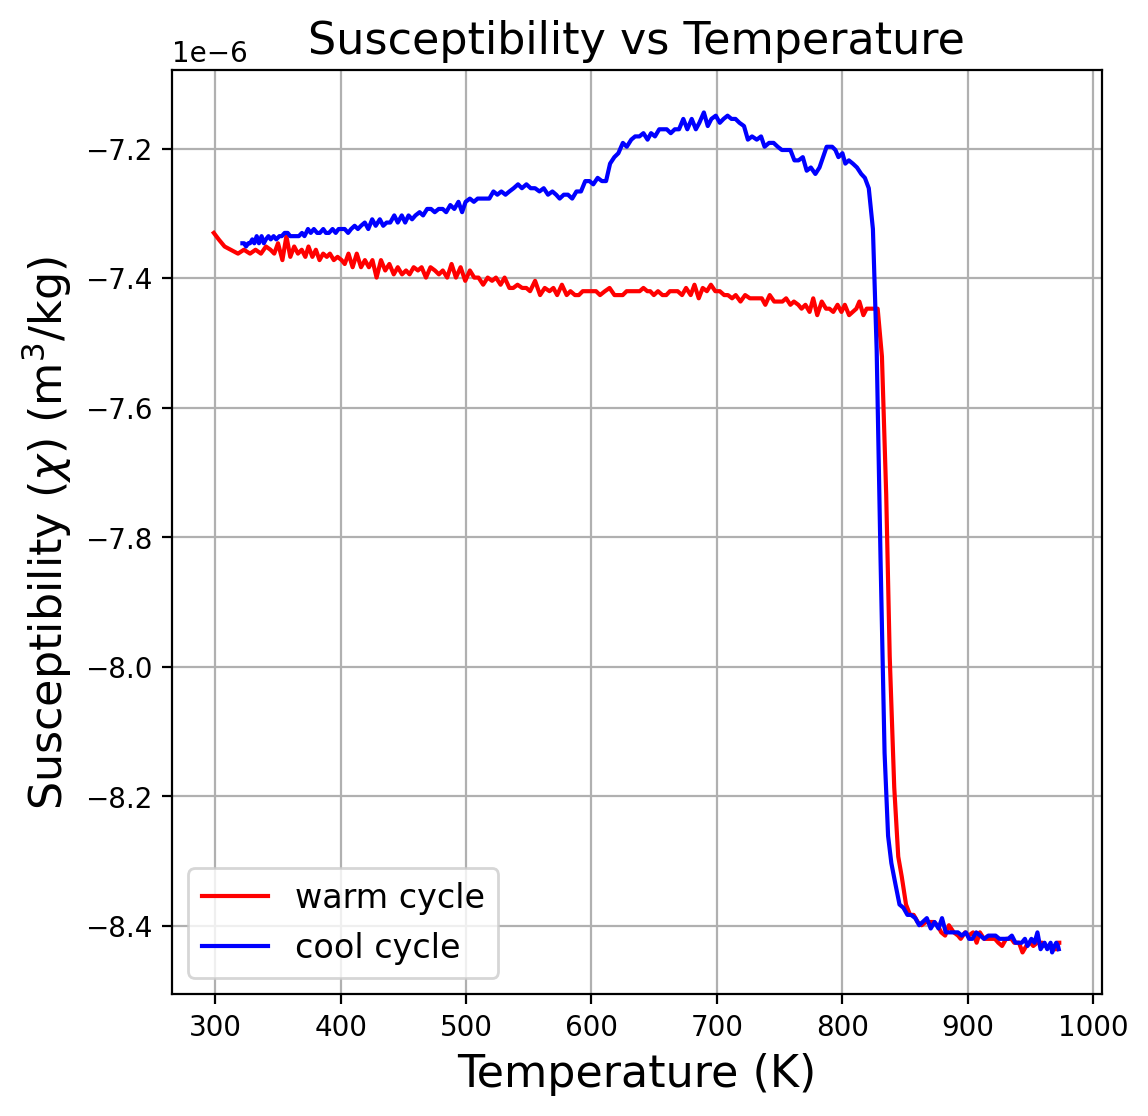 Susceptibility vs Temperature
1e−6
−7.2
−7.4
−7.6
−7.8
−8.0
−8.2
−8.4
Susceptibility (χ) (m³/kg)
warm cycle
cool cycle
300 400 500 600 700 800 900 1000
Temperature (K)